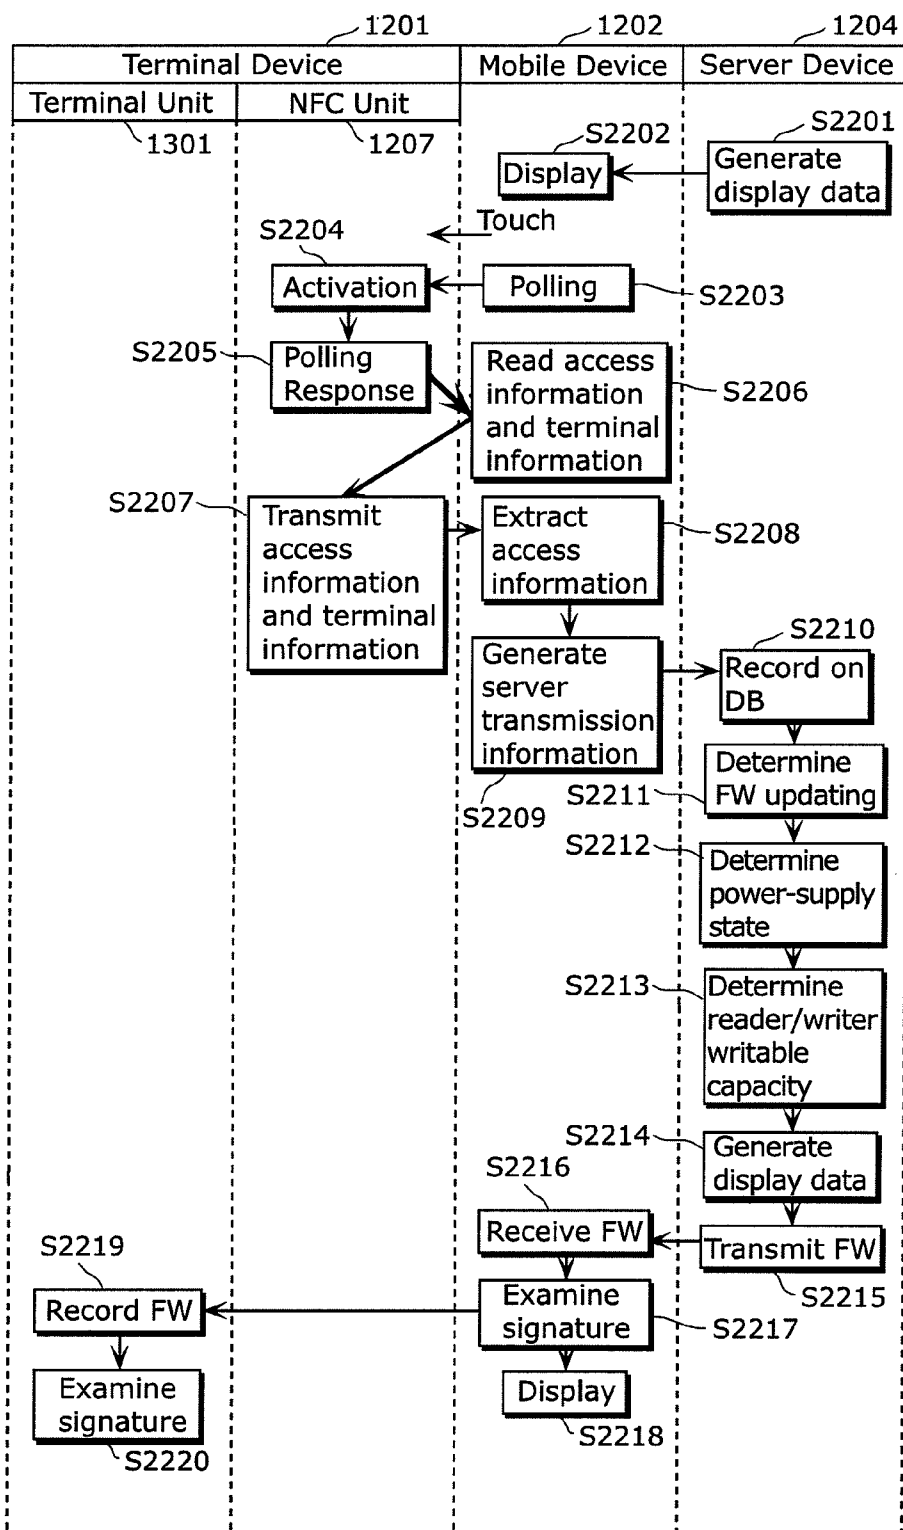 1201
1202
1204
Terminal Device
Mobile Device
Server Device
Terminal Unit
NFC Unit
1301
1207
S2202
S2201
Display
Generate
display data
Touch
S2204
Activation
Polling
S2203
S2205
Polling
Response
Read access
information
and terminal
information
S2206
S2207
Transmit
access
information
and terminal
information
Extract
access
information
S2208
Generate
server
transmission
information
S2209
S2210
Record on
DB
S2211
Determine
FW updating
S2212
Determine
power-supply
state
S2213
Determine
reader/writer
writable
capacity
S2214
Generate
display data
S2216
Receive FW
Transmit FW
S2215
S2219
Record FW
Examine
signature
S2217
Examine
signature
S2220
Display
S2218